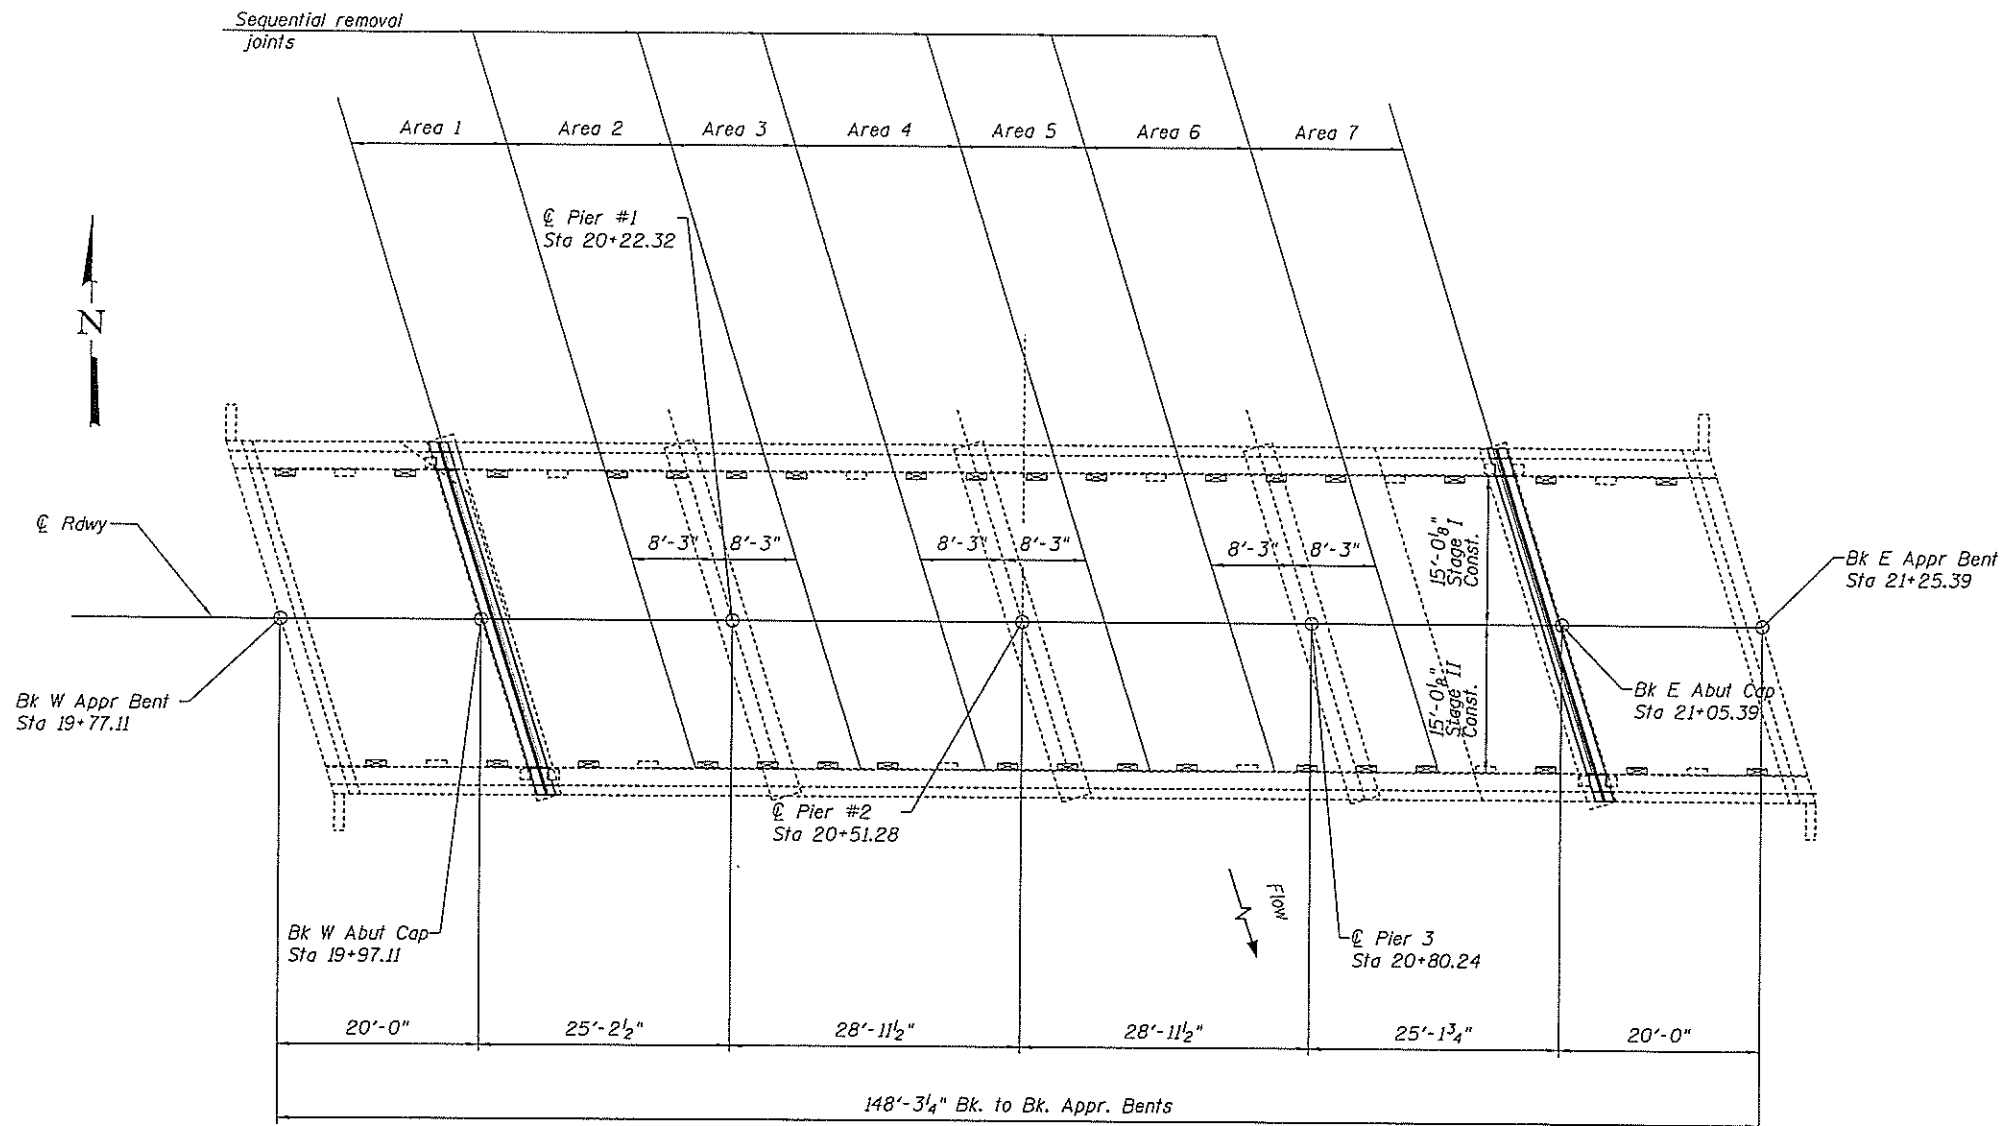 Sequential removal
joints
Area 1
Area 2
Area 3
Area 4
Area 5
Area 6
Area 7
℄ Pier #1
Sta 20+22.32
N
℄ Rdwy
8'-3"
8'-3"
8'-3"
8'-3"
8'-3"
8'-3"
15'-0⅛"
Stage I
Const.
Bk E Appr Bent
Sta 21+25.39
Bk W Appr Bent
Sta 19+77.11
15'-0⅛"
Stage II
Const.
Bk E Abut Cap
Sta 21+05.39
℄ Pier #2
Sta 20+51.28
Flow
Bk W Abut Cap
Sta 19+97.11
℄ Pier 3
Sta 20+80.24
20'-0"
25'-2½"
28'-11½"
28'-11½"
25'-1¾"
20'-0"
148'-3¼" Bk. to Bk. Appr. Bents